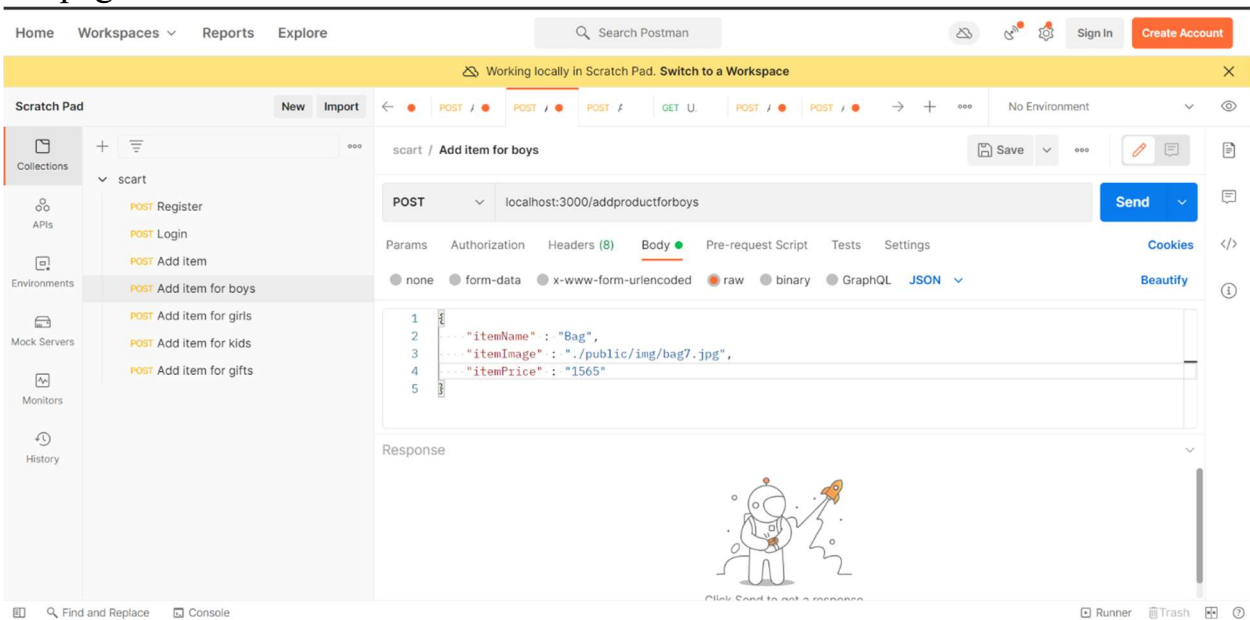 Home Workspaces Reports Explore Search Postman Sign In Create Account
Working locally in Scratch Pad. Switch to a Workspace
Scratch Pad New Import POST POST POST GET U. POST POST No Environment
Collections
APIs
Environments
Mock Servers
Monitors
History
scart
POST Register
POST Login
POST Add item
POST Add item for boys
POST Add item for girls
POST Add item for kids
POST Add item for gifts
scart / Add item for boys Save
POST localhost:3000/addproductforboys Send
Params Authorization Headers (8) Body Pre-request Script Tests Settings Cookies
none form-data x-www-form-urlencoded raw binary GraphQL JSON Beautify
1 {
2 "itemName" : "Bag",
3 "itemImage" : "./public/img/bag7.jpg",
4 "itemPrice" : "1565"
5 }
Response
Click Send to get a response
Find and Replace Console Runner Trash